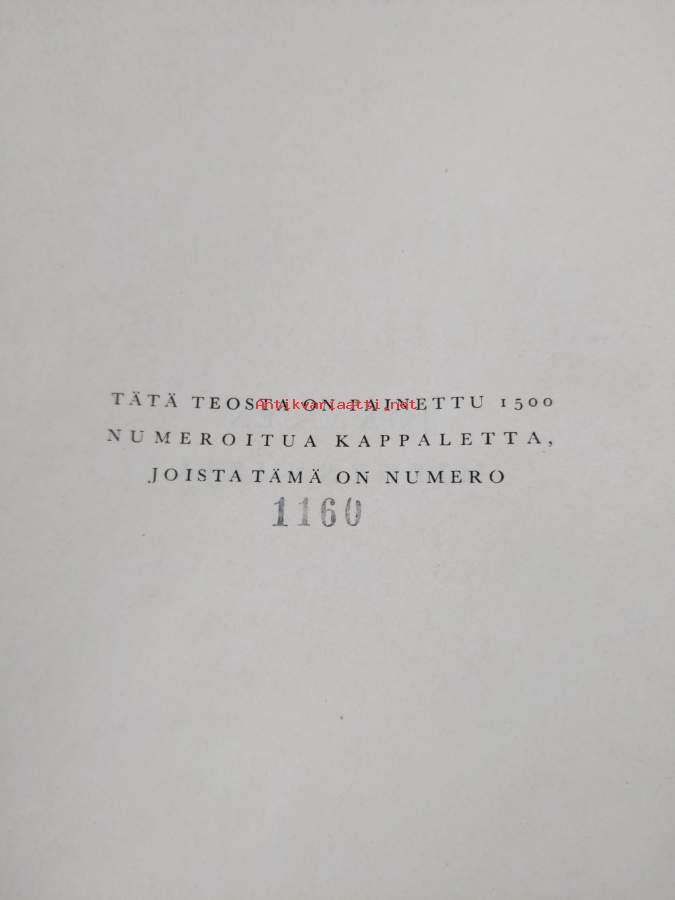 TÄTÄ TEOSTA ON PAINETTU 1500
Antikvariaatti.net
NUMEROITUA KAPPALETTA,
JOISTA TÄMÄ ON NUMERO
1160